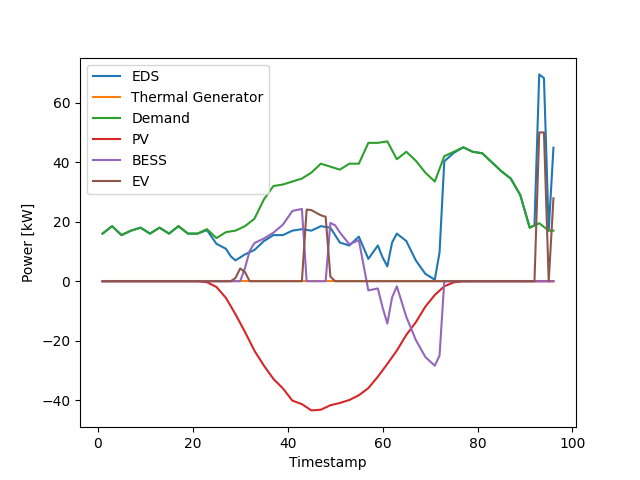 EDS
Thermal Generator
Demand
PV
BESS
EV
Power [kW]
60
40
20
0
−20
−40
0 20 40 60 80 100
Timestamp